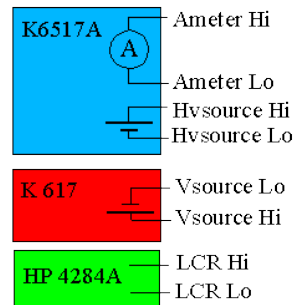 K6517A
Ameter Hi
A
Ameter Lo
Hvsource Hi
Hvsource Lo
K 617
Vsource Lo
Vsource Hi
HP 4284A
LCR Hi
LCR Lo